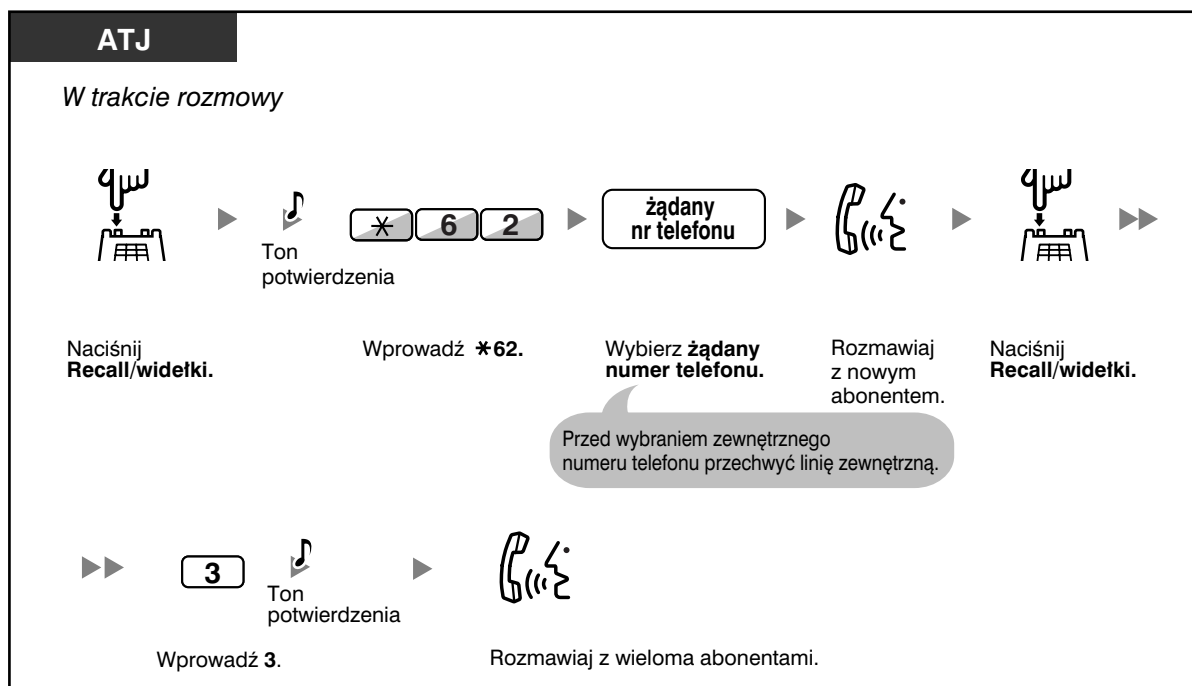 ATJ
W trakcie rozmowy
Ton
potwierdzenia
* 6 2
żądany
nr telefonu
Naciśnij
Recall/widełki.
Wprowadź *62.
Wybierz żądany
numer telefonu.
Rozmawiaj
z nowym
abonentem.
Naciśnij
Recall/widełki.
Przed wybraniem zewnętrznego
numeru telefonu przechwyć linię zewnętrzną.
3
Ton
potwierdzenia
Wprowadź 3.
Rozmawiaj z wieloma abonentami.